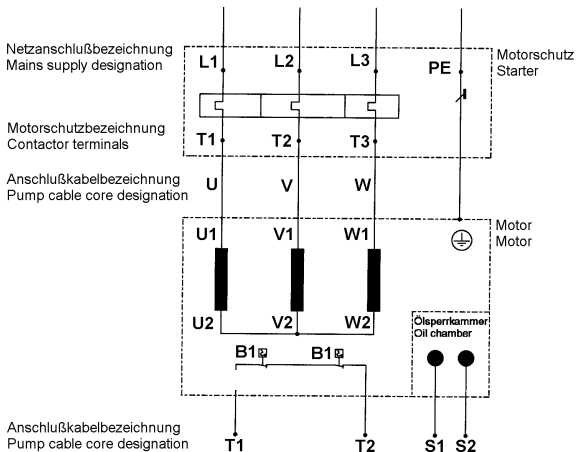 Netzanschlußbezeichnung
Mains supply designation
L1 L2 L3 PE
Motorschutz
Starter
Motorschutzbezeichnung
Contactor terminals
T1 T2 T3
Anschlußkabelbezeichnung
Pump cable core designation
U V W
Motor
Motor
U1 V1 W1
U2 V2 W2
Ölsperrkammer
Oil chamber
B1 B1
Anschlußkabelbezeichnung
Pump cable core designation
T1 T2 S1 S2